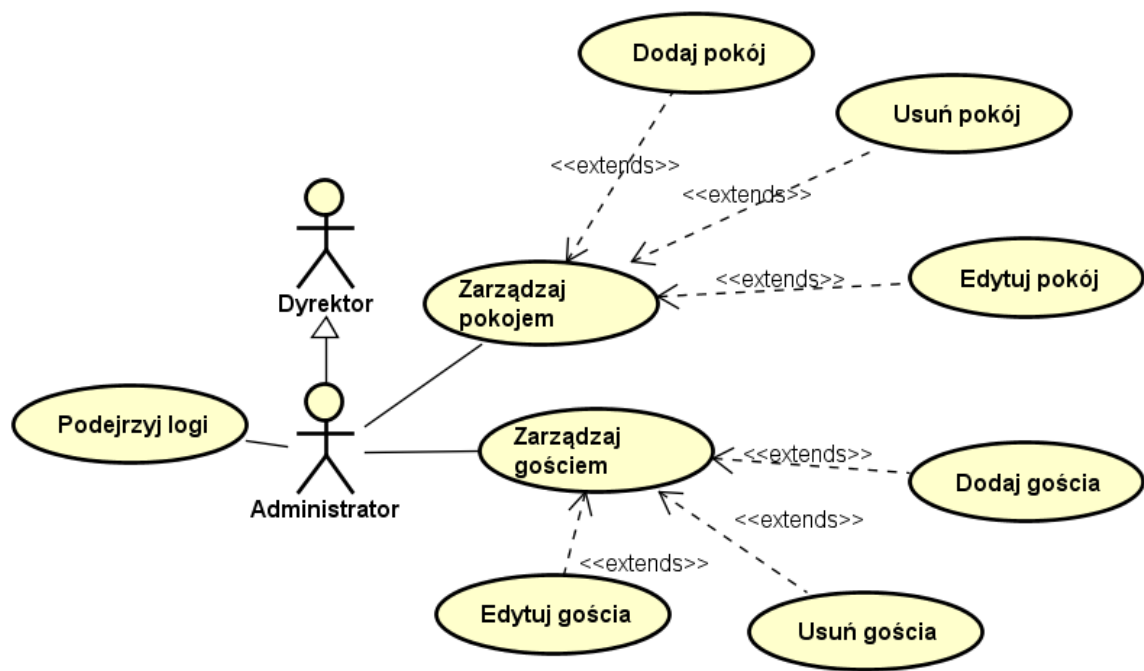 Dodaj pokój
Usuń pokój
<<extends>>
<<extends>>
Edytuj pokój
<<extends>>
Zarządzaj
pokojem
Dyrektor
Podejrzyj logi
Administrator
Zarządzaj
gościem
<<extends>>
Dodaj gościa
<<extends>>
<<extends>>
Edytuj gościa
Usuń gościa